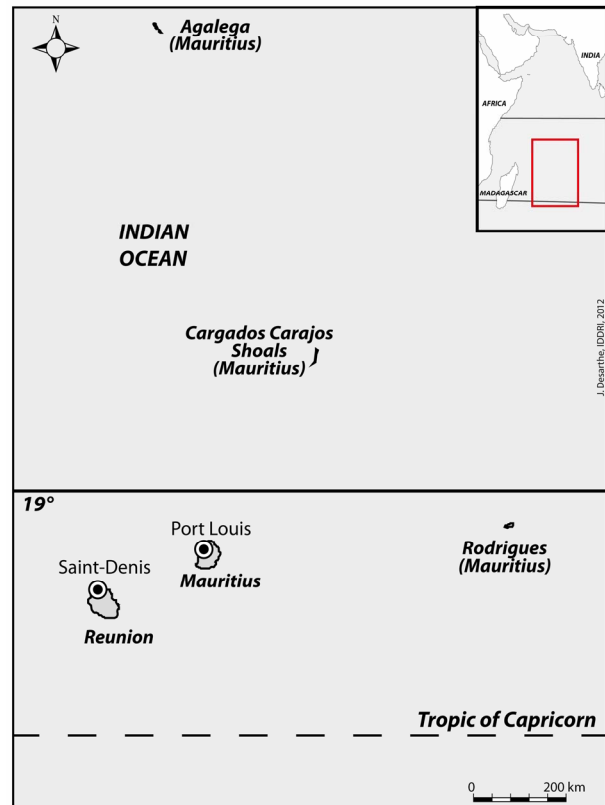 N
Agalega
(Mauritius)
INDIA
AFRICA
MADAGASCAR
INDIAN
OCEAN
Cargados Carajos
Shoals
(Mauritius)
J. Desarthe, IDDRI, 2012
19°
Port Louis
Mauritius
Rodrigues
(Mauritius)
Saint-Denis
Reunion
Tropic of Capricorn
0 200 km